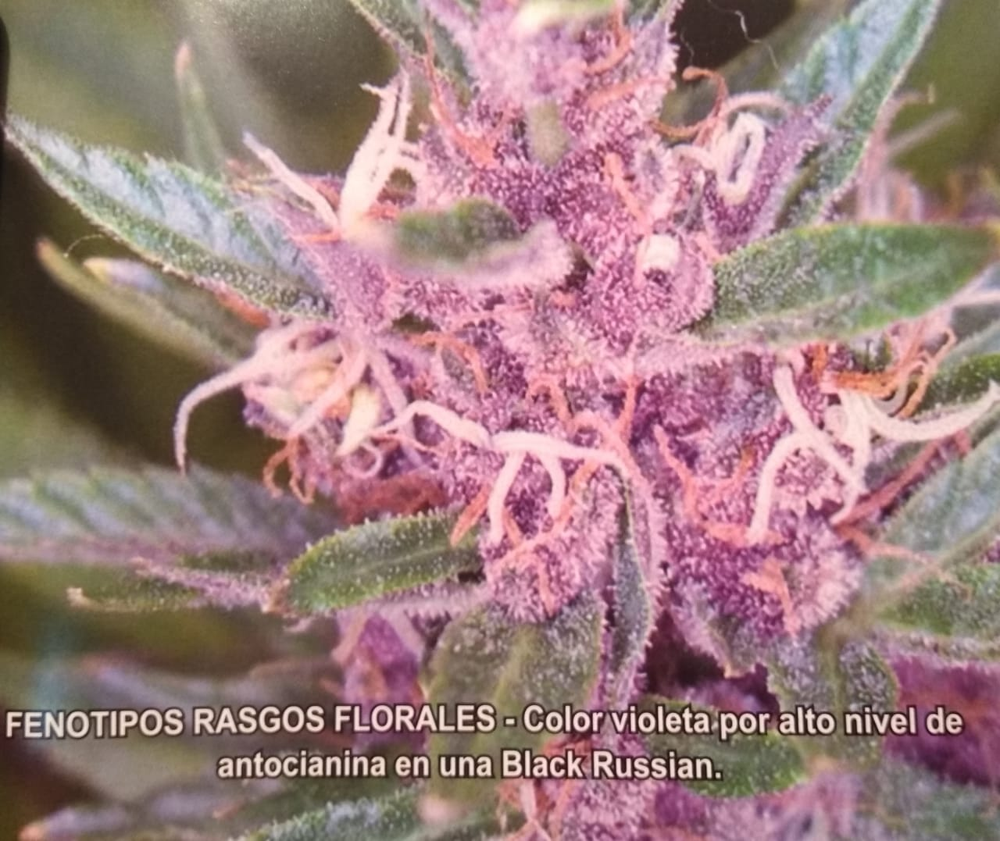 FENOTIPOS RASGOS FLORALES - Color violeta por alto nivel de
antocianina en una Black Russian.